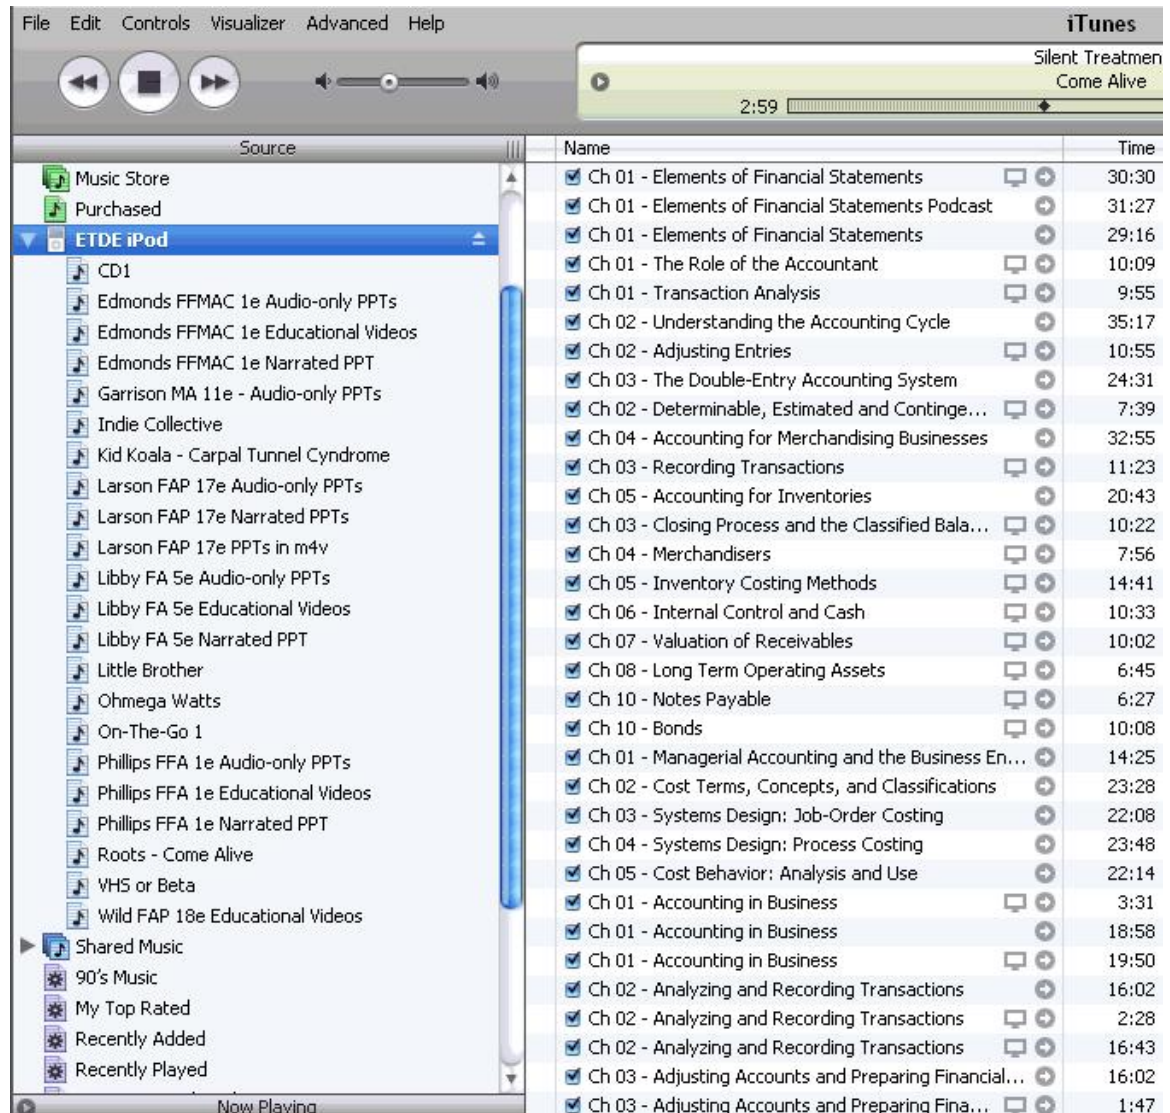 File Edit Controls Visualizer Advanced Help
iTunes
Silent Treatmen
Come Alive
2:59
Source
Music Store
Purchased
ETDE iPod
CD1
Edmonds FFMAC 1e Audio-only PPTs
Edmonds FFMAC 1e Educational Videos
Edmonds FFMAC 1e Narrated PPT
Garrison MA 11e - Audio-only PPTs
Indie Collective
Kid Koala - Carpal Tunnel Cyndrome
Larson FAP 17e Audio-only PPTs
Larson FAP 17e Narrated PPTs
Larson FAP 17e PPTs in m4v
Libby FA 5e Audio-only PPTs
Libby FA 5e Educational Videos
Libby FA 5e Narrated PPT
Little Brother
Ohmega Watts
On-The-Go 1
Phillips FFA 1e Audio-only PPTs
Phillips FFA 1e Educational Videos
Phillips FFA 1e Narrated PPT
Roots - Come Alive
VHS or Beta
Wild FAP 18e Educational Videos
Shared Music
90's Music
My Top Rated
Recently Added
Recently Played
Now Playing
Name Time
Ch 01 - Elements of Financial Statements 30:30
Ch 01 - Elements of Financial Statements Podcast 31:27
Ch 01 - Elements of Financial Statements 29:16
Ch 01 - The Role of the Accountant 10:09
Ch 01 - Transaction Analysis 9:55
Ch 02 - Understanding the Accounting Cycle 35:17
Ch 02 - Adjusting Entries 10:55
Ch 03 - The Double-Entry Accounting System 24:31
Ch 02 - Determinable, Estimated and Continge... 7:39
Ch 04 - Accounting for Merchandising Businesses 32:55
Ch 03 - Recording Transactions 11:23
Ch 05 - Accounting for Inventories 20:43
Ch 03 - Closing Process and the Classified Bala... 10:22
Ch 04 - Merchandisers 7:56
Ch 05 - Inventory Costing Methods 14:41
Ch 06 - Internal Control and Cash 10:33
Ch 07 - Valuation of Receivables 10:02
Ch 08 - Long Term Operating Assets 6:45
Ch 10 - Notes Payable 6:27
Ch 10 - Bonds 10:08
Ch 01 - Managerial Accounting and the Business En... 14:25
Ch 02 - Cost Terms, Concepts, and Classifications 23:28
Ch 03 - Systems Design: Job-Order Costing 22:08
Ch 04 - Systems Design: Process Costing 23:48
Ch 05 - Cost Behavior: Analysis and Use 22:14
Ch 01 - Accounting in Business 3:31
Ch 01 - Accounting in Business 18:58
Ch 01 - Accounting in Business 19:50
Ch 02 - Analyzing and Recording Transactions 16:02
Ch 02 - Analyzing and Recording Transactions 2:28
Ch 02 - Analyzing and Recording Transactions 16:43
Ch 03 - Adjusting Accounts and Preparing Financial... 16:02
Ch 03 - Adjusting Accounts and Preparing Fina... 1:47